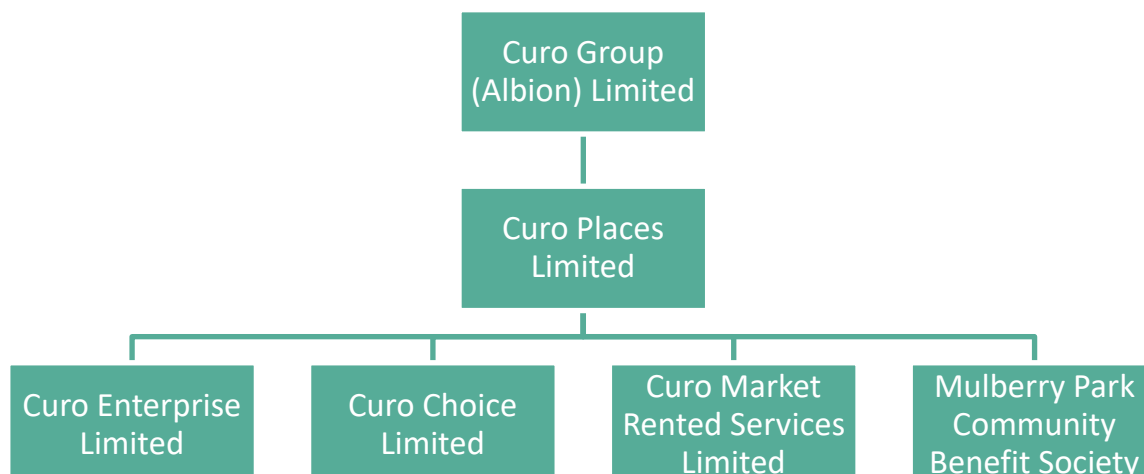 Curo Group
(Albion) Limited
Curo Places
Limited
Curo Enterprise
Limited
Curo Choice
Limited
Curo Market
Rented Services
Limited
Mulberry Park
Community
Benefit Society